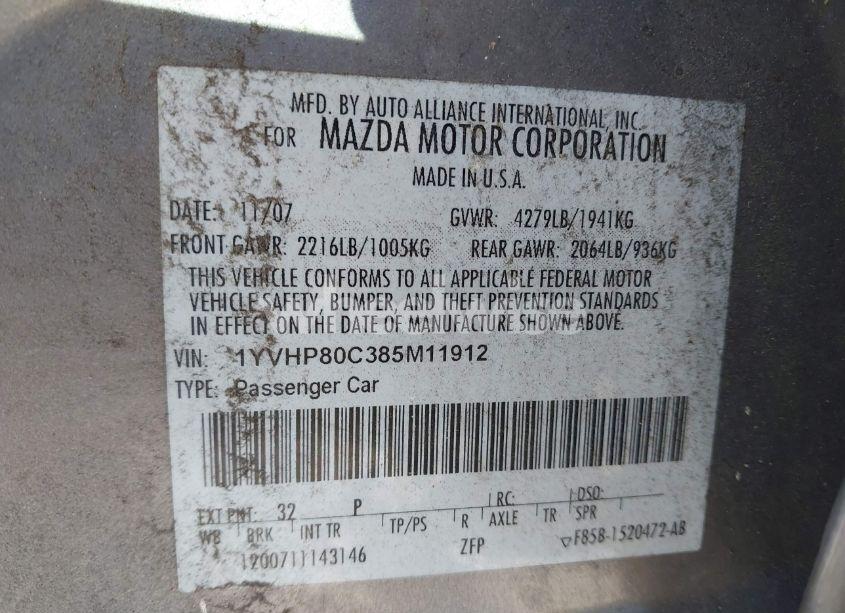 MFD. BY AUTO ALLIANCE INTERNATIONAL, INC.
FOR MAZDA MOTOR CORPORATION
MADE IN U.S.A.
DATE: 11/07 GVWR: 4279LB/1941KG
FRONT GAWR: 2216LB/1005KG REAR GAWR: 2064LB/936KG
THIS VEHICLE CONFORMS TO ALL APPLICABLE FEDERAL MOTOR
VEHICLE SAFETY, BUMPER, AND THEFT PREVENTION STANDARDS
IN EFFECT ON THE DATE OF MANUFACTURE SHOWN ABOVE.
VIN: 1YVHP80C385M11912
TYPE: Passenger Car
EXT PNT: 32 P RC: DSO:
WB BRK INT TR TP/PS R AXLE TR SPR
1200711143146 ZFP F85B-1520472-AB